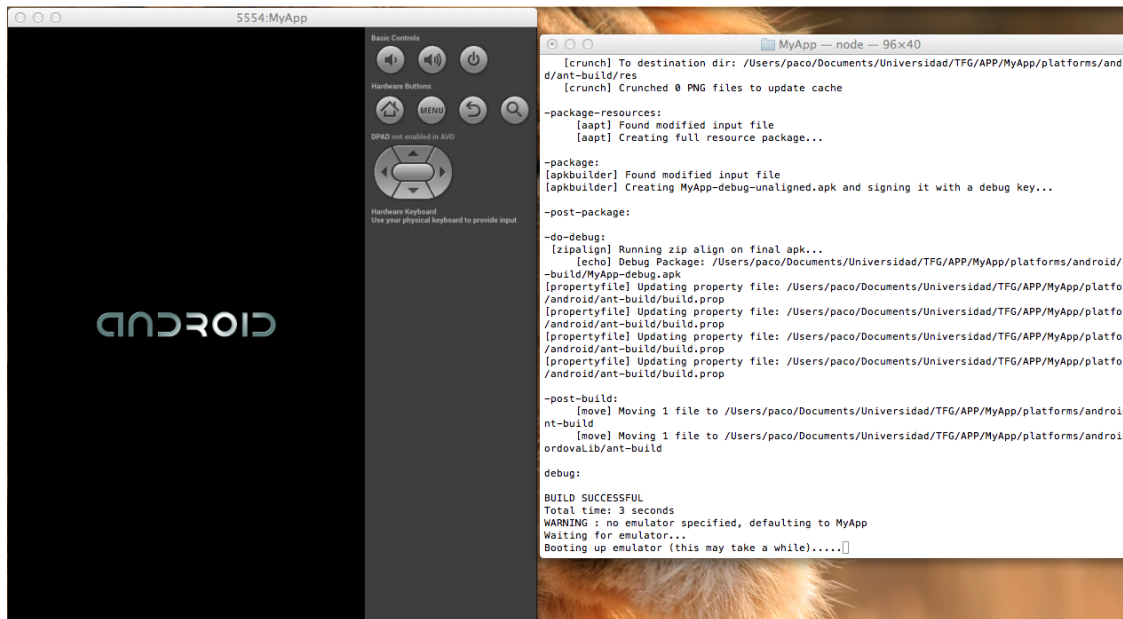 5554:MyApp
Basic Controls
Hardware Buttons
MENU
DPAD not enabled in AVD
Hardware Keyboard
Use your physical keyboard to provide input
ANDROID
MyApp — node — 96×40
[crunch] To destination dir: /Users/paco/Documents/Universidad/TFG/APP/MyApp/platforms/and
d/ant-build/res
[crunch] Crunched 0 PNG files to update cache
-package-resources:
[aapt] Found modified input file
[aapt] Creating full resource package...
-package:
[apkbuilder] Found modified input file
[apkbuilder] Creating MyApp-debug-unaligned.apk and signing it with a debug key...
-post-package:
-do-debug:
[zipalign] Running zip align on final apk...
[echo] Debug Package: /Users/paco/Documents/Universidad/TFG/APP/MyApp/platforms/android/
-build/MyApp-debug.apk
[propertyfile] Updating property file: /Users/paco/Documents/Universidad/TFG/APP/MyApp/platfo
/android/ant-build/build.prop
[propertyfile] Updating property file: /Users/paco/Documents/Universidad/TFG/APP/MyApp/platfo
/android/ant-build/build.prop
[propertyfile] Updating property file: /Users/paco/Documents/Universidad/TFG/APP/MyApp/platfo
/android/ant-build/build.prop
[propertyfile] Updating property file: /Users/paco/Documents/Universidad/TFG/APP/MyApp/platfo
/android/ant-build/build.prop
-post-build:
[move] Moving 1 file to /Users/paco/Documents/Universidad/TFG/APP/MyApp/platforms/androi
nt-build
[move] Moving 1 file to /Users/paco/Documents/Universidad/TFG/APP/MyApp/platforms/androi
ordovaLib/ant-build
debug:
BUILD SUCCESSFUL
Total time: 3 seconds
WARNING : no emulator specified, defaulting to MyApp
Waiting for emulator...
Booting up emulator (this may take a while).....